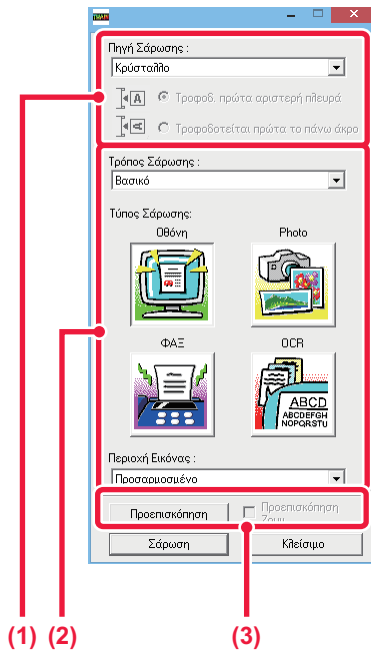 TWAIN
Πηγή Σάρωσης :
Κρύσταλλο
A
Τροφοδ. πρώτα αριστερή πλευρά
A
Τροφοδοτείται πρώτα το πάνω άκρο
Τρόπος Σάρωσης :
Βασικό
Τύπος Σάρωσης:
Οθόνη Photo
ΦΑΞ OCR
ABCD
ABCDEFGH
NOPQRSTU
Περιοχή Εικόνας :
Προσαρμοσμένο
Προεπισκόπηση Προεπισκόπηση
Ζουμ
Σάρωση Κλείσιμο
(1) (2) (3)